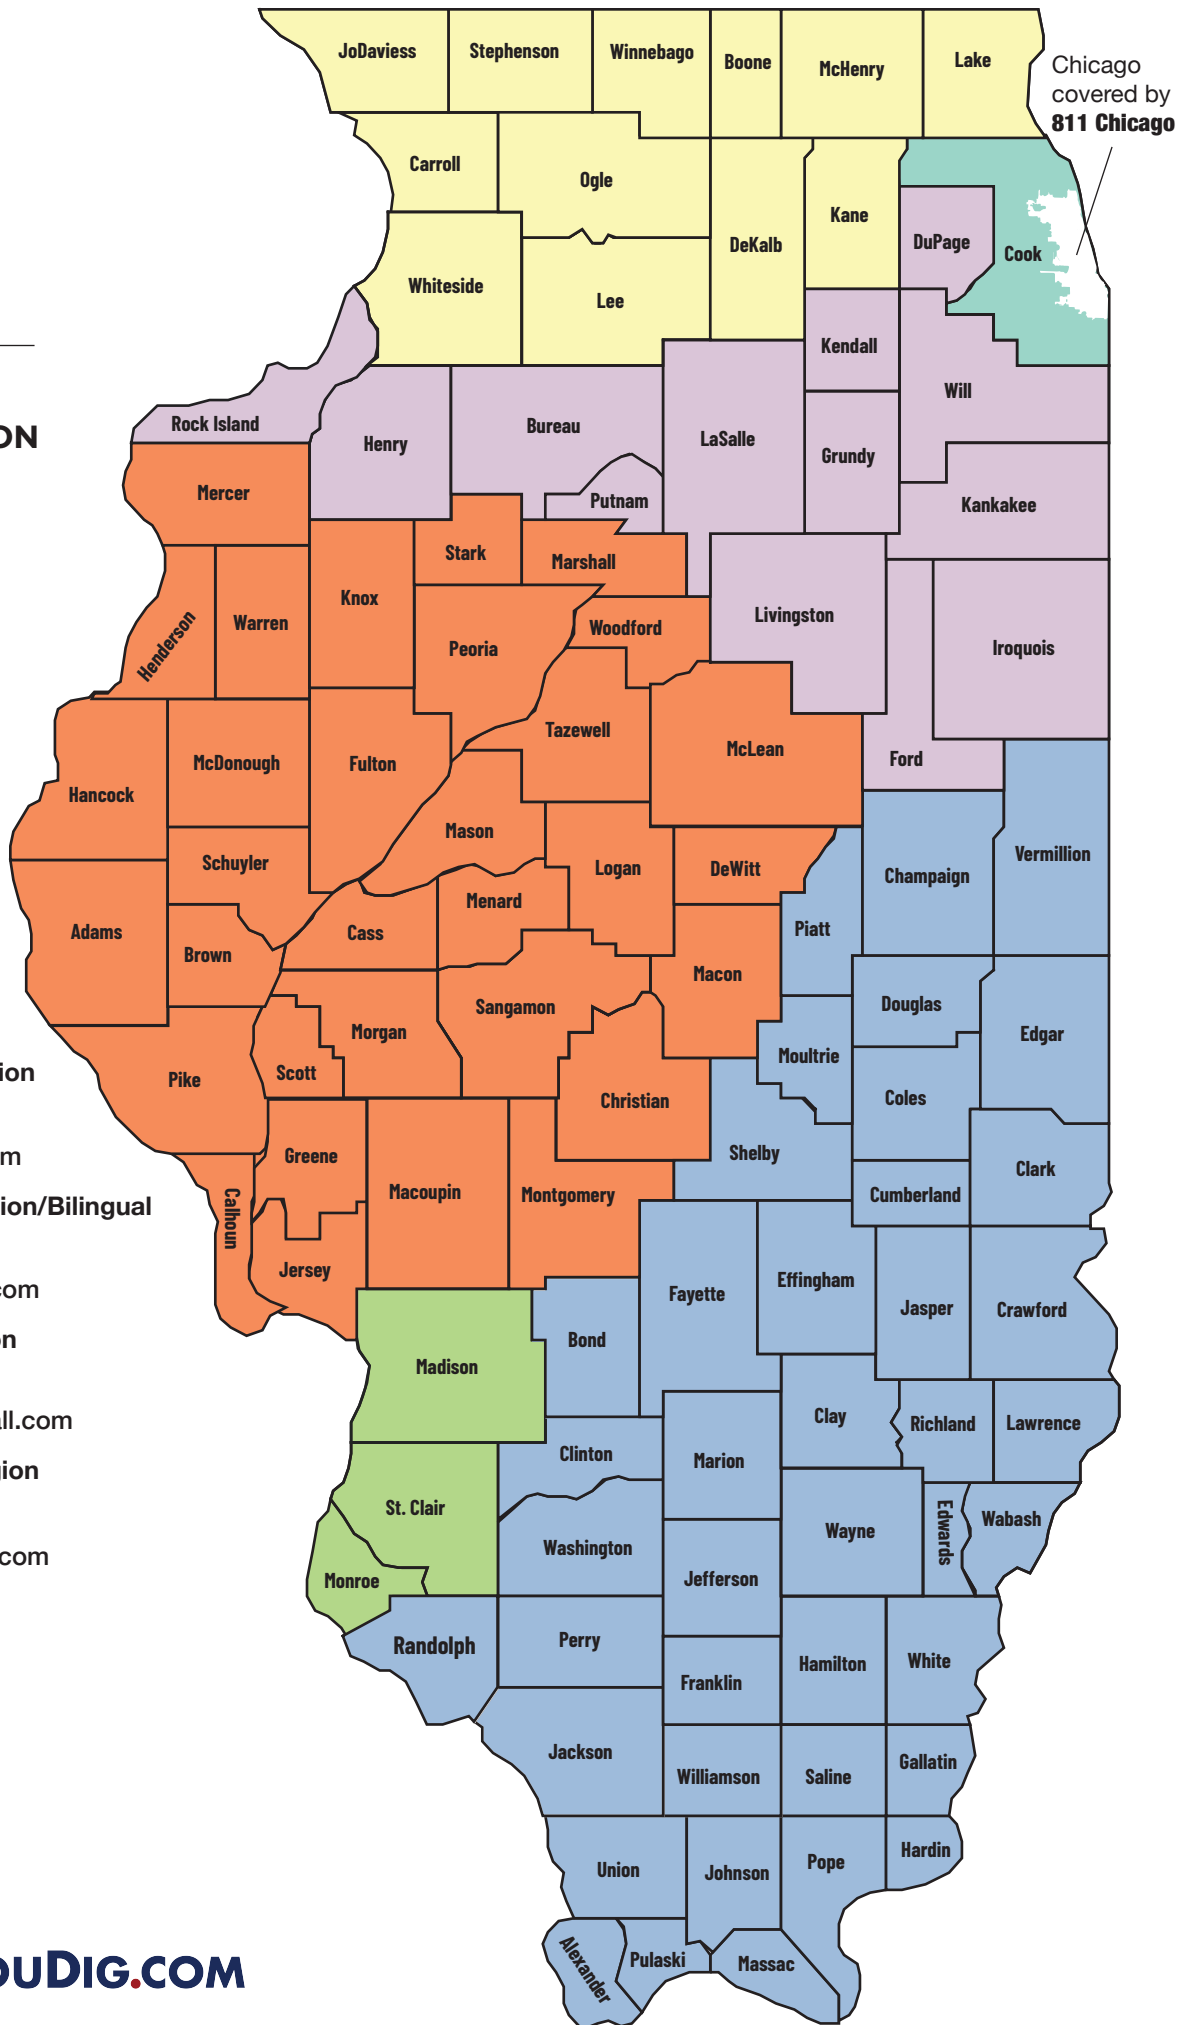 JoDaviess
Stephenson
Winnebago
Boone
McHenry
Lake
Chicago
covered by
811 Chicago
Carroll
Ogle
DeKalb
Kane
DuPage
Cook
Whiteside
Lee
Kendall
Will
Rock Island
ON
Henry
Bureau
LaSalle
Grundy
Putnam
Kankakee
Mercer
Stark
Marshall
Knox
Warren
Henderson
Peoria
Woodford
Livingston
Iroquois
Tazewell
McLean
Ford
McDonough
Fulton
Hancock
Mason
Logan
DeWitt
Champaign
Vermillion
Schuyler
Menard
Piatt
Adams
Brown
Cass
Macon
Sangamon
Douglas
Edgar
Morgan
Moultrie
Scott
Pike
Christian
Coles
ion
m
Shelby
Clark
Greene
Macoupin
Montgomery
Cumberland
ion/Bilingual
Calhoun
Jersey
Fayette
Effingham
Jasper
Crawford
com
on
Madison
Bond
Clay
Richland
Lawrence
all.com
Clinton
Marion
gion
St. Clair
Washington
Wayne
Edwards
Wabash
com
Monroe
Jefferson
Randolph
Perry
Franklin
Hamilton
White
Jackson
Williamson
Saline
Gallatin
Union
Johnson
Pope
Hardin
Alexander
Pulaski
Massac
OUDIG.COM